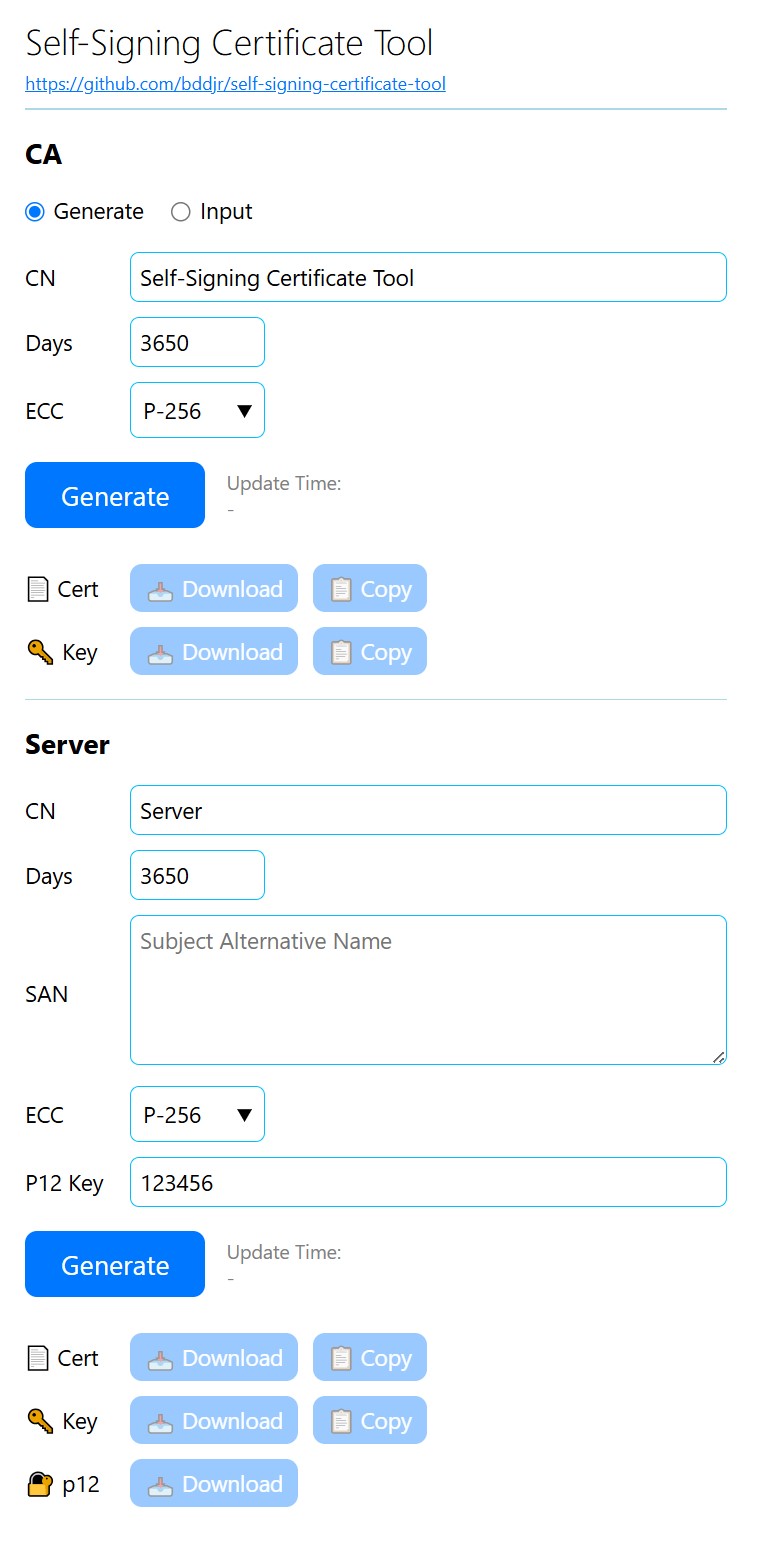 Self-Signing Certificate Tool
https://github.com/bddjr/self-signing-certificate-tool
CA
Generate Input
CN Self-Signing Certificate Tool
Days 3650
ECC P-256 ▼
Generate Update Time:
-
Cert Download Copy
Key Download Copy
Server
CN Server
Days 3650
SAN Subject Alternative Name
ECC P-256 ▼
P12 Key 123456
Generate Update Time:
-
Cert Download Copy
Key Download Copy
p12 Download